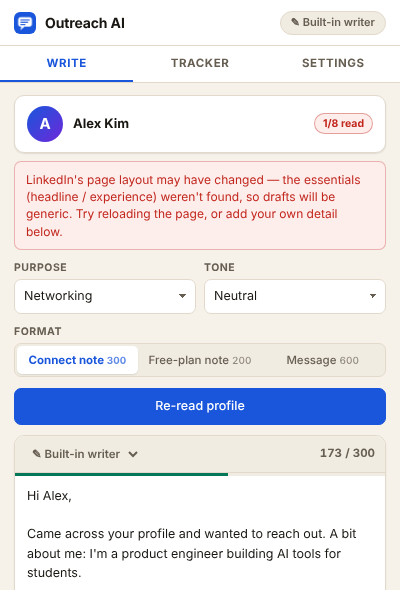 Outreach AI
✎ Built-in writer
WRITE
TRACKER
SETTINGS
A
Alex Kim
1/8 read
LinkedIn's page layout may have changed — the essentials
(headline / experience) weren't found, so drafts will be
generic. Try reloading the page, or add your own detail
below.
PURPOSE
TONE
Networking
Neutral
FORMAT
Connect note 300
Free-plan note 200
Message 600
Re-read profile
✎ Built-in writer
173 / 300
Hi Alex,
Came across your profile and wanted to reach out. A bit
about me: I'm a product engineer building AI tools for
students.